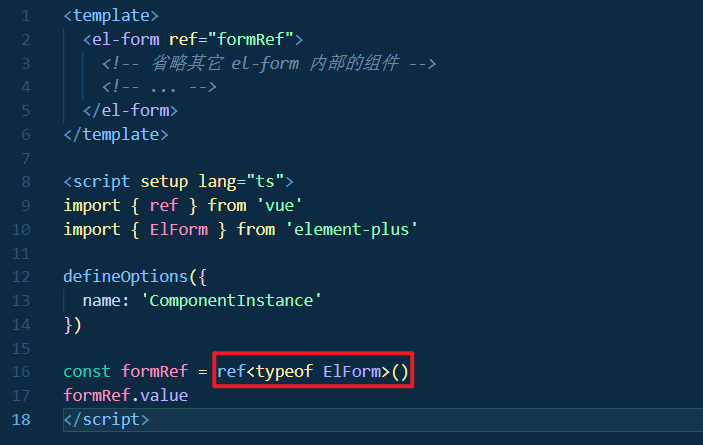 1 <template>
2   <el-form ref="formRef">
3     <!-- 省略其它 el-form 内部的组件 -->
4     <!-- ... -->
5   </el-form>
6 </template>
7
8 <script setup lang="ts">
9 import { ref } from 'vue'
10 import { ElForm } from 'element-plus'
11
12 defineOptions({
13   name: 'ComponentInstance'
14 })
15
16 const formRef = ref<typeof ElForm>()
17 formRef.value
18 </script>